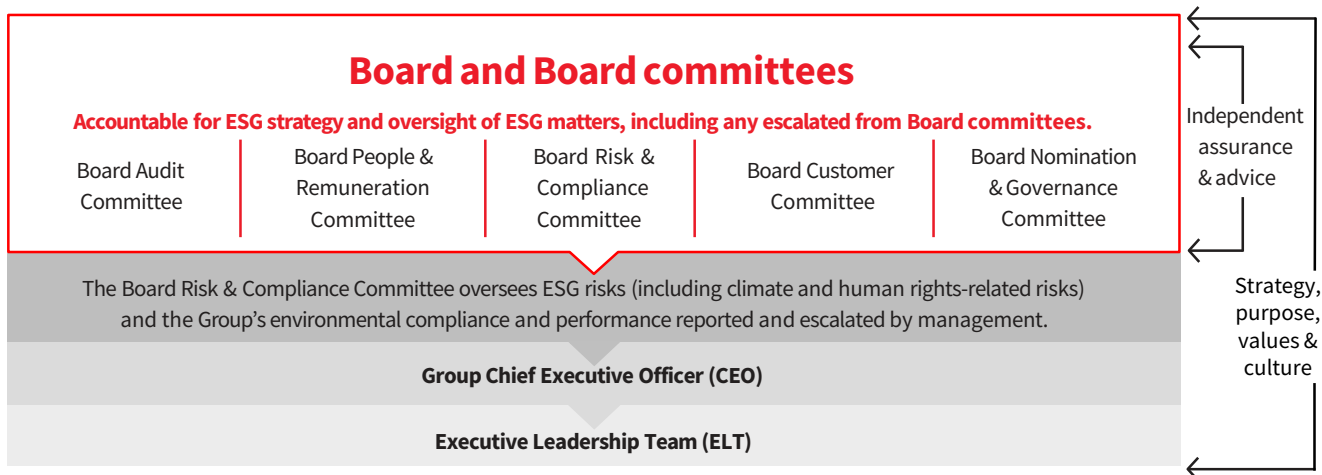 Board and Board committees
Accountable for ESG strategy and oversight of ESG matters, including any escalated from Board committees.
Board Audit
Committee
Board People &
Remuneration
Committee
Board Risk &
Compliance
Committee
Board Customer
Committee
Board Nomination
& Governance
Committee
The Board Risk & Compliance Committee oversees ESG risks (including climate and human rights-related risks)
and the Group’s environmental compliance and performance reported and escalated by management.
Group Chief Executive Officer (CEO)
Executive Leadership Team (ELT)
Independent
assurance
& advice
Strategy,
purpose,
values &
culture